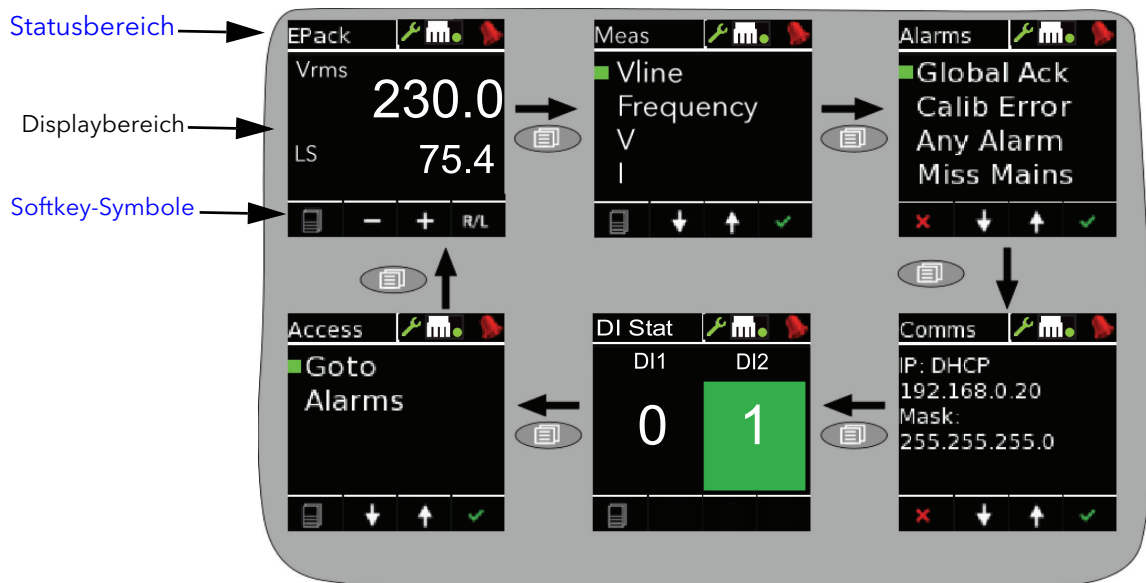 Statusbereich
Displaybereich
Softkey-Symbole
EPack
Vrms
230.0
LS
75.4
R/L
Meas
Vline
Frequency
V
I
Alarms
Global Ack
Calib Error
Any Alarm
Miss Mains
Access
Goto
Alarms
DI Stat
DI1 DI2
0 1
Comms
IP: DHCP
192.168.0.20
Mask:
255.255.255.0